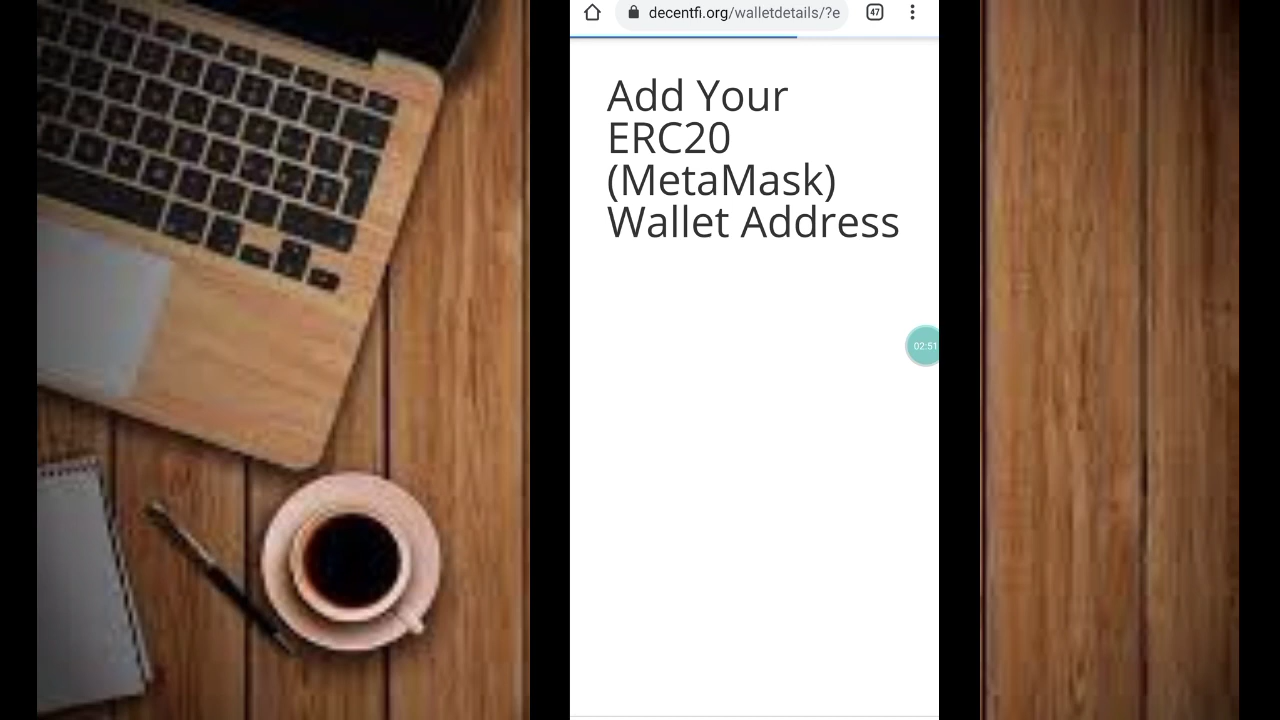 decentfi.org/walletdetails/?e
47
Add Your
ERC20
(MetaMask)
Wallet Address
02:51